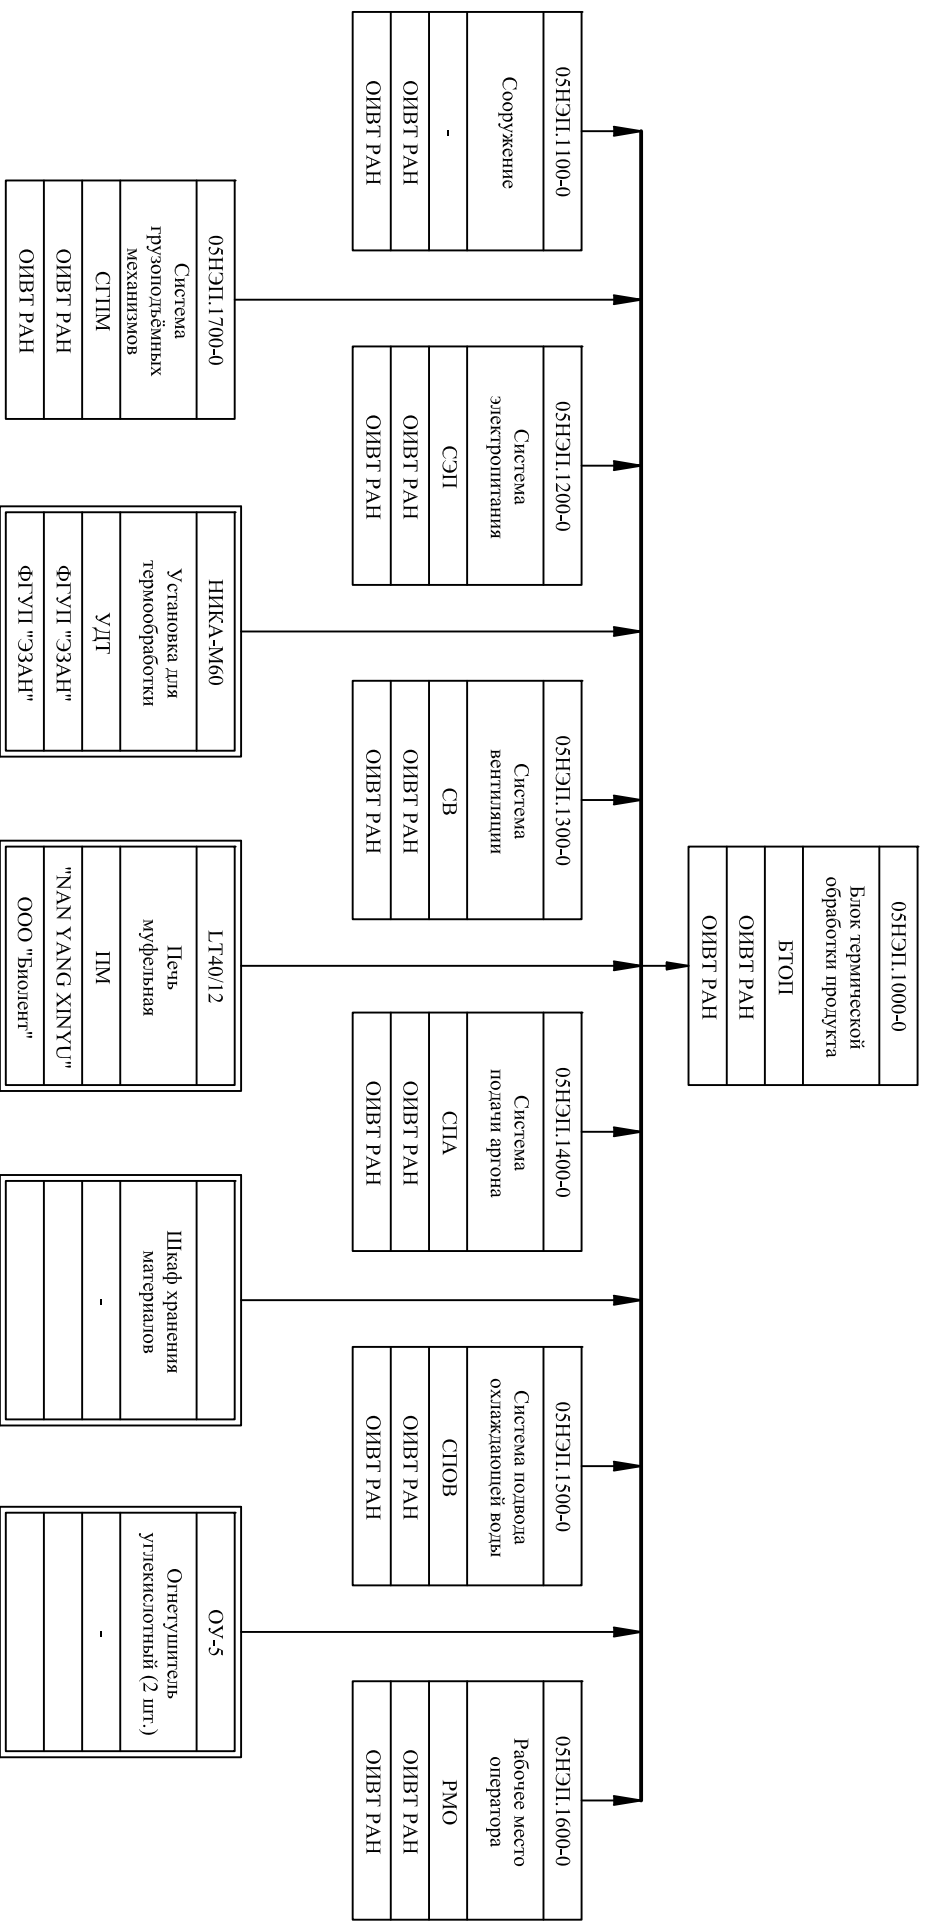 05НЭП.1000-0
Блок термической
обработки продукта
БТОП
ОИВТ РАН
ОИВТ РАН
05НЭП.1100-0
Сооружение
-
ОИВТ РАН
ОИВТ РАН
05НЭП.1200-0
Система
электропитания
СЭП
ОИВТ РАН
ОИВТ РАН
05НЭП.1300-0
Система
вентиляции
СВ
ОИВТ РАН
ОИВТ РАН
05НЭП.1400-0
Система
подачи аргона
СПА
ОИВТ РАН
ОИВТ РАН
05НЭП.1500-0
Система подвода
охлаждающей воды
СПОВ
ОИВТ РАН
ОИВТ РАН
05НЭП.1600-0
Рабочее место
оператора
РМО
ОИВТ РАН
ОИВТ РАН
05НЭП.1700-0
Система
грузоподъёмных
механизмов
СГПМ
ОИВТ РАН
ОИВТ РАН
НИКА-М60
Установка для
термообработки
УДТ
ФГУП "ЭЗАН"
ФГУП "ЭЗАН"
LT40/12
Печь
муфельная
ПМ
"NAN YANG XINYU"
ООО "Биолент"
Шкаф хранения
материалов
-
ОУ-5
Огнетушитель
углекислотный (2 шт.)
-